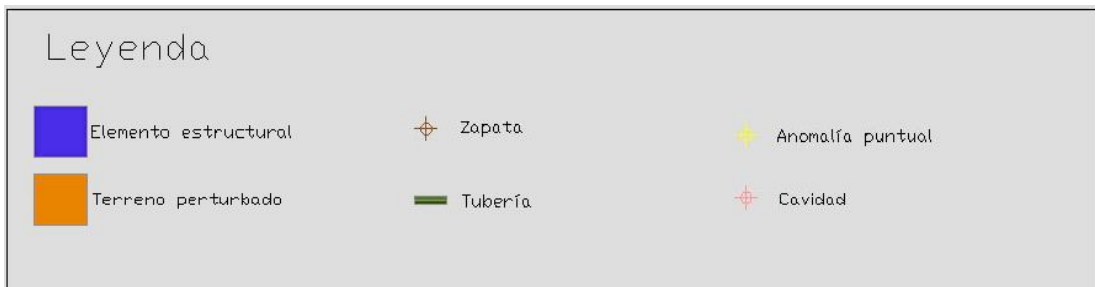 Leyenda
Elemento estructural
Zapata
Anomalía puntual
Terreno perturbado
Tubería
Cavidad